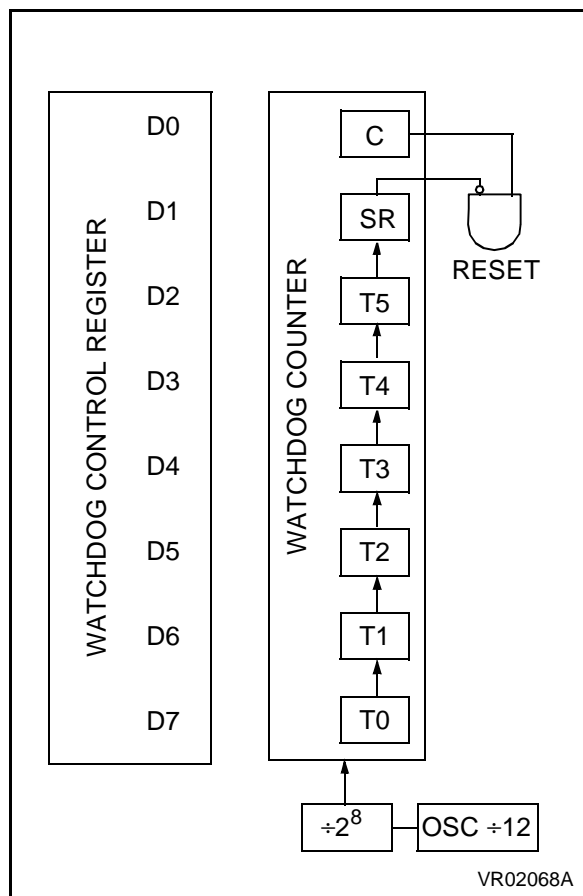 WATCHDOG CONTROL REGISTER
D0
D1
D2
D3
D4
D5
D6
D7
WATCHDOG COUNTER
C
SR
T5
T4
T3
T2
T1
T0
RESET
÷2⁸
OSC ÷12
VR02068A